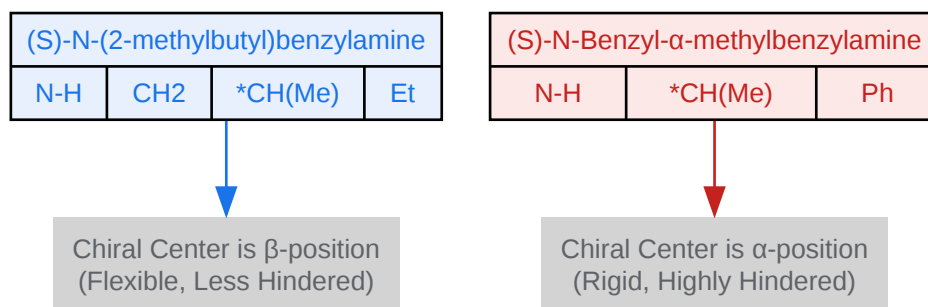 (S)-N-(2-methylbutyl)benzylamine
N-H CH2 *CH(Me) Et
Chiral Center is β-position
(Flexible, Less Hindered)
(S)-N-Benzyl-α-methylbenzylamine
N-H *CH(Me) Ph
Chiral Center is α-position
(Rigid, Highly Hindered)